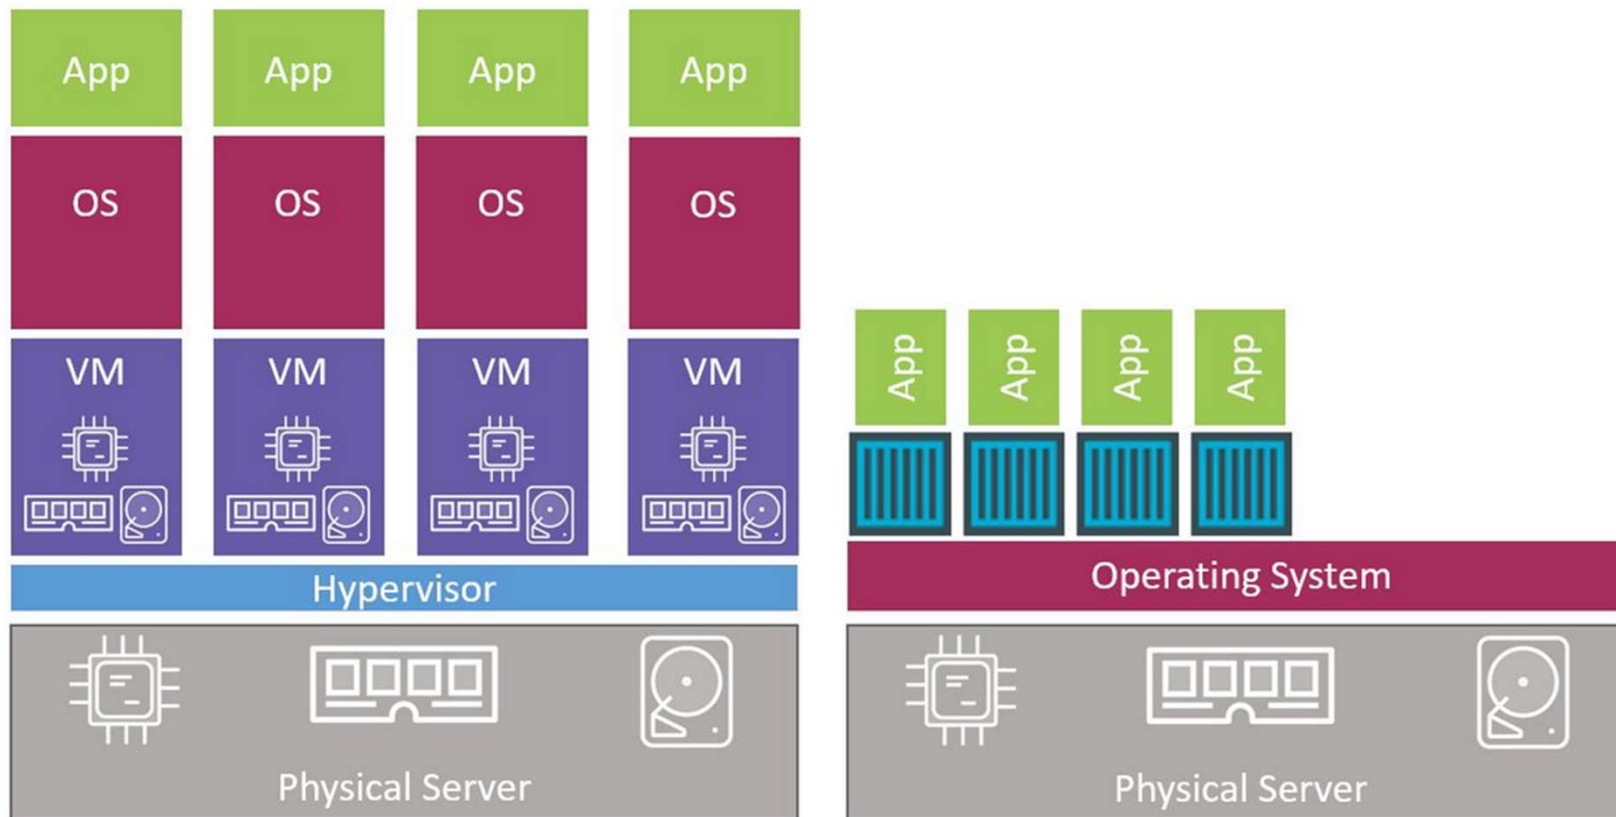 App
App
App
App
OS
OS
OS
OS
VM
VM
VM
VM
Hypervisor
Physical Server
App
App
App
App
Operating System
Physical Server